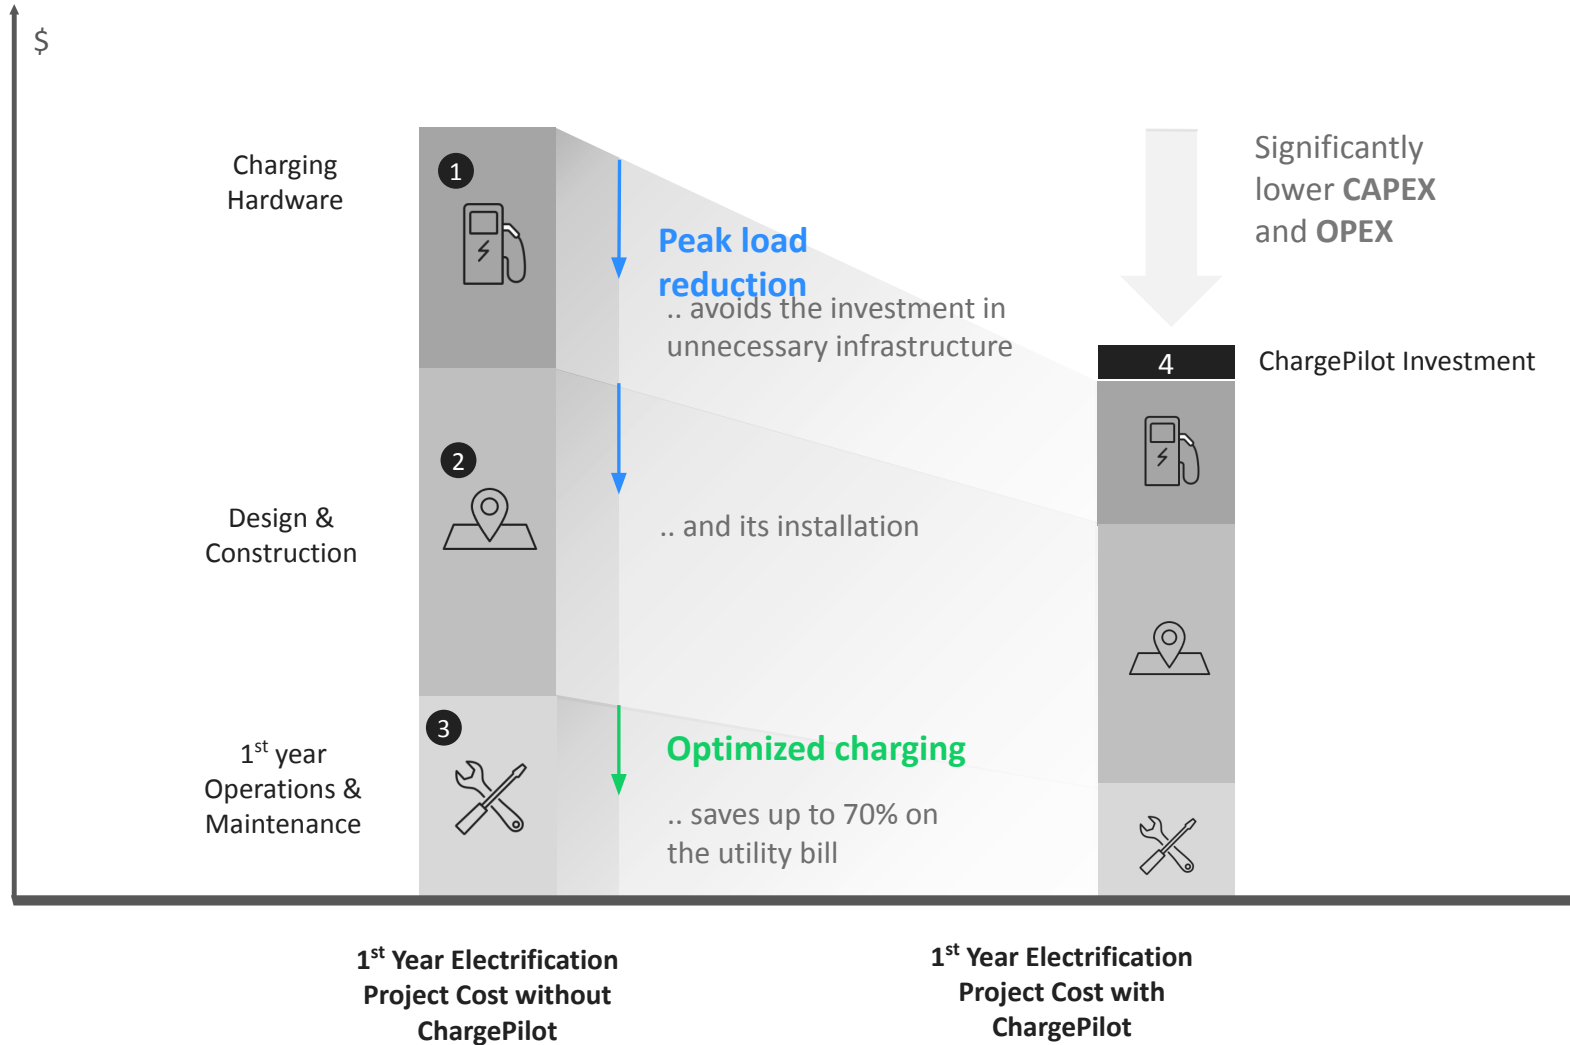 $
Charging
Hardware
1
Peak load
reduction
.. avoids the investment in
unnecessary infrastructure
Significantly
lower CAPEX
and OPEX
4
ChargePilot Investment
2
Design &
Construction
.. and its installation
3
1st year
Operations &
Maintenance
Optimized charging
.. saves up to 70% on
the utility bill
1st Year Electrification
Project Cost without
ChargePilot
1st Year Electrification
Project Cost with
ChargePilot